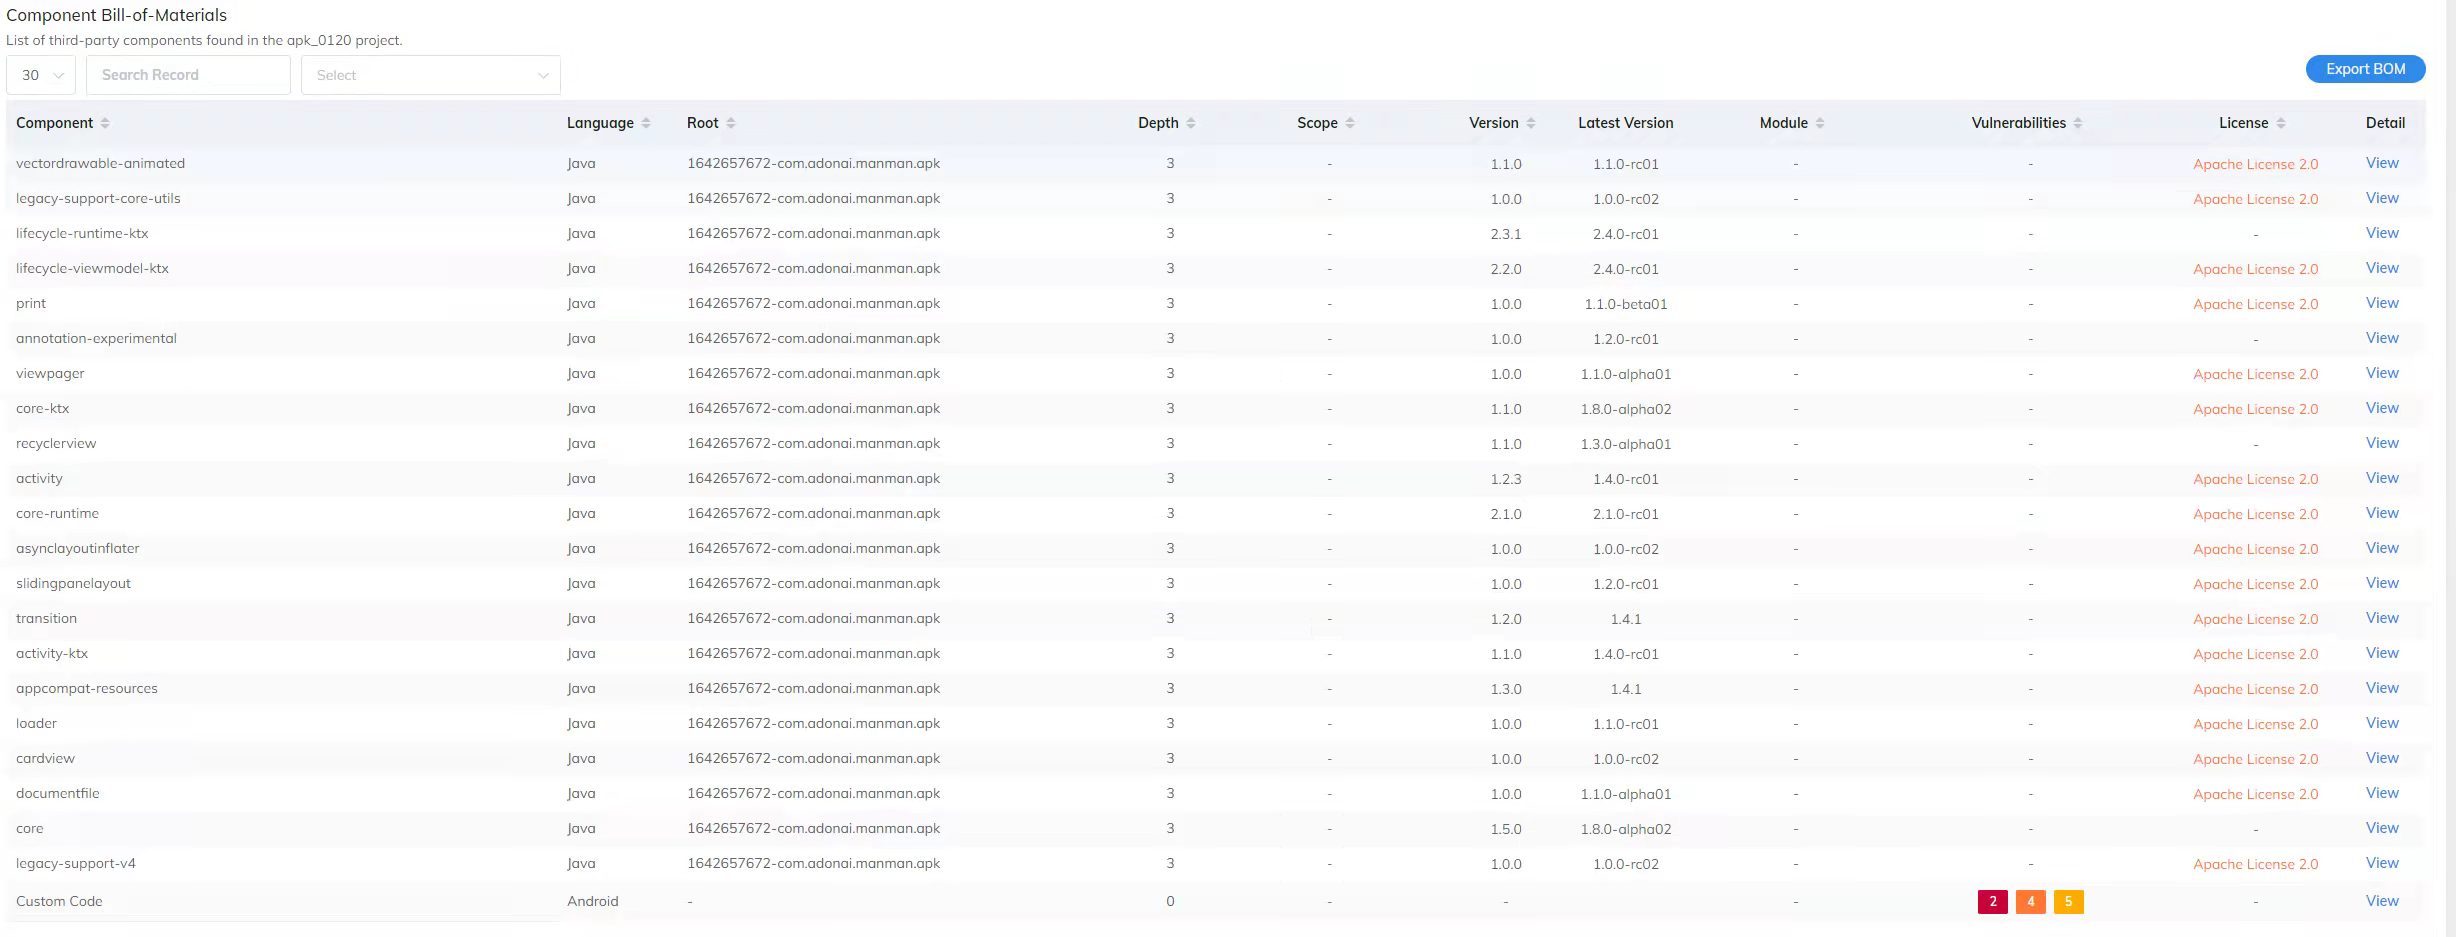 Component Bill-of-Materials
List of third-party components found in the apk_0120 project.
30 Search Record Select Export BOM
Component Language Root Depth Scope Version Latest Version Module Vulnerabilities License Detail
vectordrawable-animated Java 1642657672-com.adonai.manman.apk 3 - 1.1.0 1.1.0-rc01 - - Apache License 2.0 View
legacy-support-core-utils Java 1642657672-com.adonai.manman.apk 3 - 1.0.0 1.0.0-rc02 - - Apache License 2.0 View
lifecycle-runtime-ktx Java 1642657672-com.adonai.manman.apk 3 - 2.3.1 2.4.0-rc01 - - - View
lifecycle-viewmodel-ktx Java 1642657672-com.adonai.manman.apk 3 - 2.2.0 2.4.0-rc01 - - Apache License 2.0 View
print Java 1642657672-com.adonai.manman.apk 3 - 1.0.0 1.1.0-beta01 - - Apache License 2.0 View
annotation-experimental Java 1642657672-com.adonai.manman.apk 3 - 1.0.0 1.2.0-rc01 - - - View
viewpager Java 1642657672-com.adonai.manman.apk 3 - 1.0.0 1.1.0-alpha01 - - Apache License 2.0 View
core-ktx Java 1642657672-com.adonai.manman.apk 3 - 1.1.0 1.8.0-alpha02 - - Apache License 2.0 View
recyclerview Java 1642657672-com.adonai.manman.apk 3 - 1.1.0 1.3.0-alpha01 - - - View
activity Java 1642657672-com.adonai.manman.apk 3 - 1.2.3 1.4.0-rc01 - - Apache License 2.0 View
core-runtime Java 1642657672-com.adonai.manman.apk 3 - 2.1.0 2.1.0-rc01 - - Apache License 2.0 View
asynclayoutinflater Java 1642657672-com.adonai.manman.apk 3 - 1.0.0 1.0.0-rc02 - - Apache License 2.0 View
slidingpanelayout Java 1642657672-com.adonai.manman.apk 3 - 1.0.0 1.2.0-rc01 - - Apache License 2.0 View
transition Java 1642657672-com.adonai.manman.apk 3 - 1.2.0 1.4.1 - - Apache License 2.0 View
activity-ktx Java 1642657672-com.adonai.manman.apk 3 - 1.1.0 1.4.0-rc01 - - Apache License 2.0 View
appcompat-resources Java 1642657672-com.adonai.manman.apk 3 - 1.3.0 1.4.1 - - Apache License 2.0 View
loader Java 1642657672-com.adonai.manman.apk 3 - 1.0.0 1.1.0-rc01 - - Apache License 2.0 View
cardview Java 1642657672-com.adonai.manman.apk 3 - 1.0.0 1.0.0-rc02 - - Apache License 2.0 View
documentfile Java 1642657672-com.adonai.manman.apk 3 - 1.0.0 1.1.0-alpha01 - - Apache License 2.0 View
core Java 1642657672-com.adonai.manman.apk 3 - 1.5.0 1.8.0-alpha02 - - - View
legacy-support-v4 Java 1642657672-com.adonai.manman.apk 3 - 1.0.0 1.0.0-rc02 - - Apache License 2.0 View
Custom Code Android - 0 - - - 2 4 5 - View